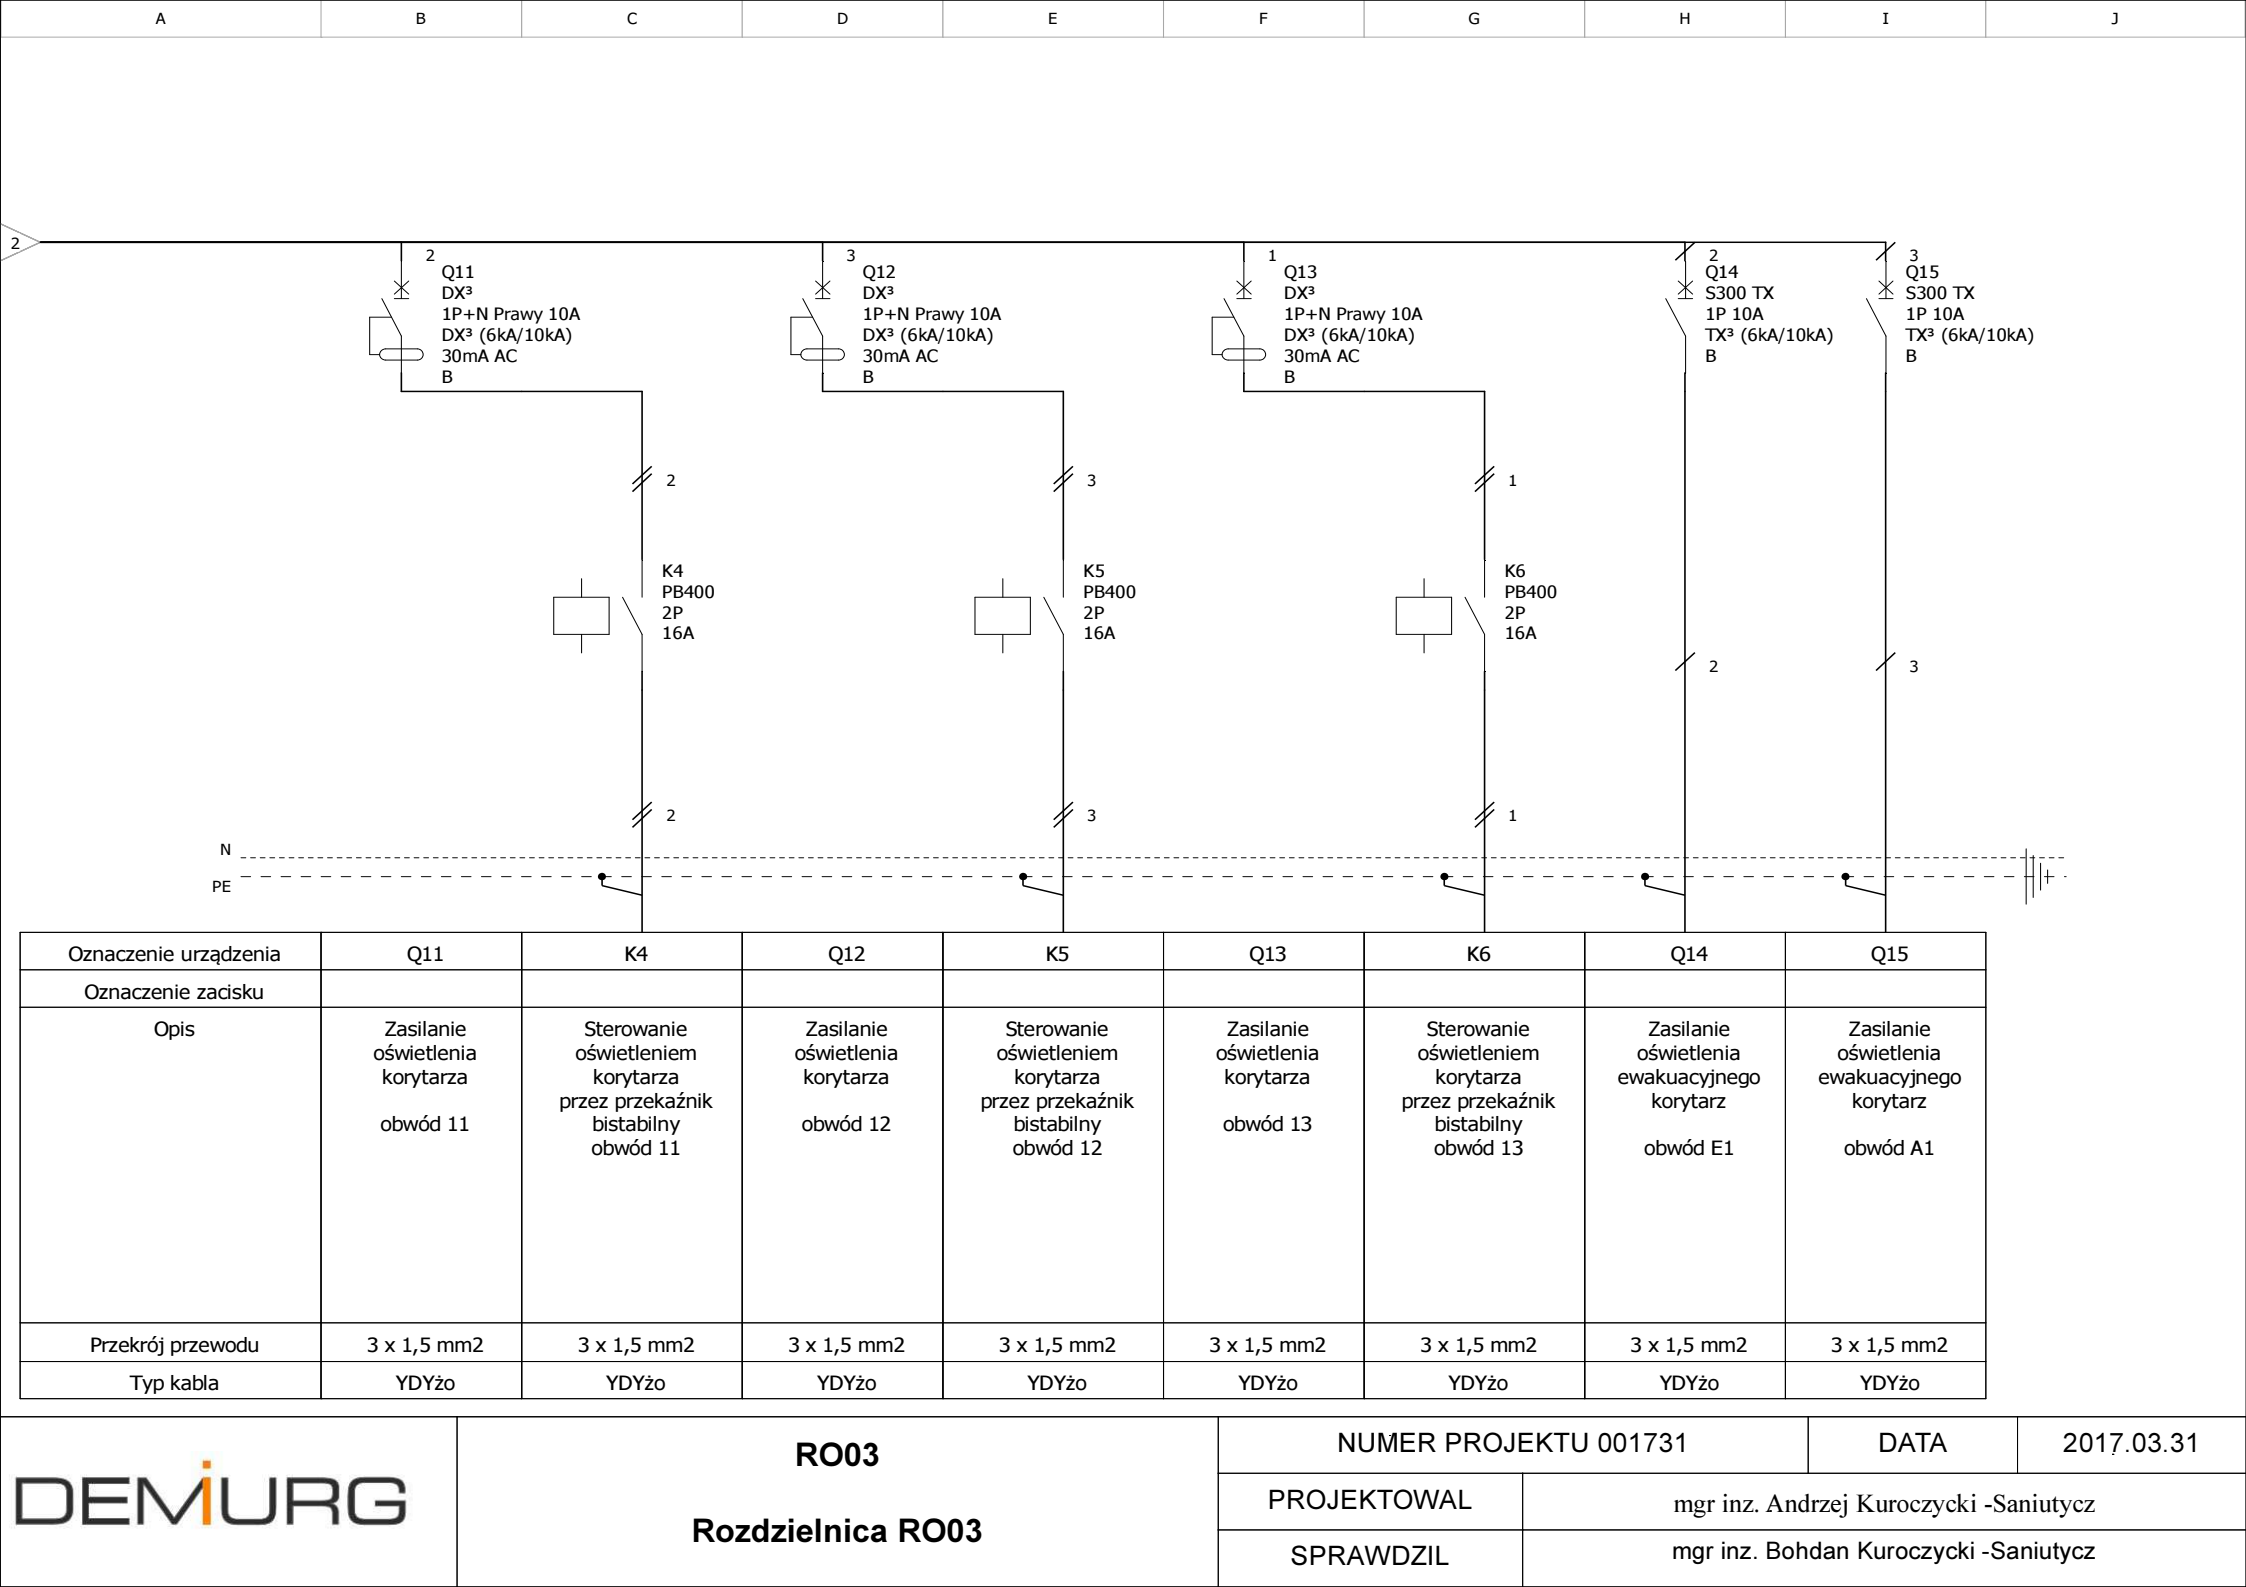 A B C D E F G H I J
2
2
Q11
DX³
1P+N Prawy 10A
DX³ (6kA/10kA)
30mA AC
B
3
Q12
DX³
1P+N Prawy 10A
DX³ (6kA/10kA)
30mA AC
B
1
Q13
DX³
1P+N Prawy 10A
DX³ (6kA/10kA)
30mA AC
B
2
Q14
S300 TX
1P 10A
TX³ (6kA/10kA)
B
3
Q15
S300 TX
1P 10A
TX³ (6kA/10kA)
B
2 3 1
K4
PB400
2P
16A
K5
PB400
2P
16A
K6
PB400
2P
16A
2 3
2 3 1
N
PE
Oznaczenie urządzenia Q11 K4 Q12 K5 Q13 K6 Q14 Q15
Oznaczenie zacisku
Opis
Zasilanie
oświetlenia
korytarza
obwód 11
Sterowanie
oświetleniem
korytarza
przez przekaźnik
bistabilny
obwód 11
Zasilanie
oświetlenia
korytarza
obwód 12
Sterowanie
oświetleniem
korytarza
przez przekaźnik
bistabilny
obwód 12
Zasilanie
oświetlenia
korytarza
obwód 13
Sterowanie
oświetleniem
korytarza
przez przekaźnik
bistabilny
obwód 13
Zasilanie
oświetlenia
ewakuacyjnego
korytarz
obwód E1
Zasilanie
oświetlenia
ewakuacyjnego
korytarz
obwód A1
Przekrój przewodu 3 x 1,5 mm2 3 x 1,5 mm2 3 x 1,5 mm2 3 x 1,5 mm2 3 x 1,5 mm2 3 x 1,5 mm2 3 x 1,5 mm2 3 x 1,5 mm2
Typ kabla YDYżo YDYżo YDYżo YDYżo YDYżo YDYżo YDYżo YDYżo
DEMiURG
RO03
Rozdzielnica RO03
NUMER PROJEKTU 001731 DATA 2017.03.31
PROJEKTOWAL mgr inz. Andrzej Kuroczycki -Saniutycz
SPRAWDZIL mgr inz. Bohdan Kuroczycki -Saniutycz